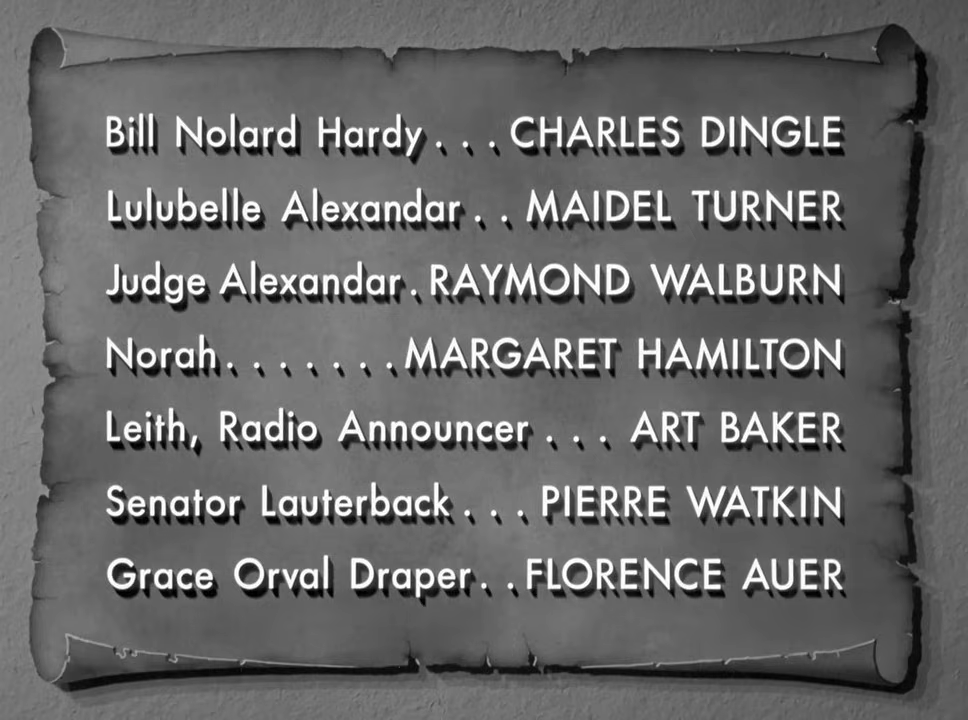 Bill Nolard Hardy . . . CHARLES DINGLE
Lulubelle Alexandar . . MAIDEL TURNER
Judge Alexandar . RAYMOND WALBURN
Norah . . . . . . . MARGARET HAMILTON
Leith, Radio Announcer . . . ART BAKER
Senator Lauterback . . . PIERRE WATKIN
Grace Orval Draper . . FLORENCE AUER